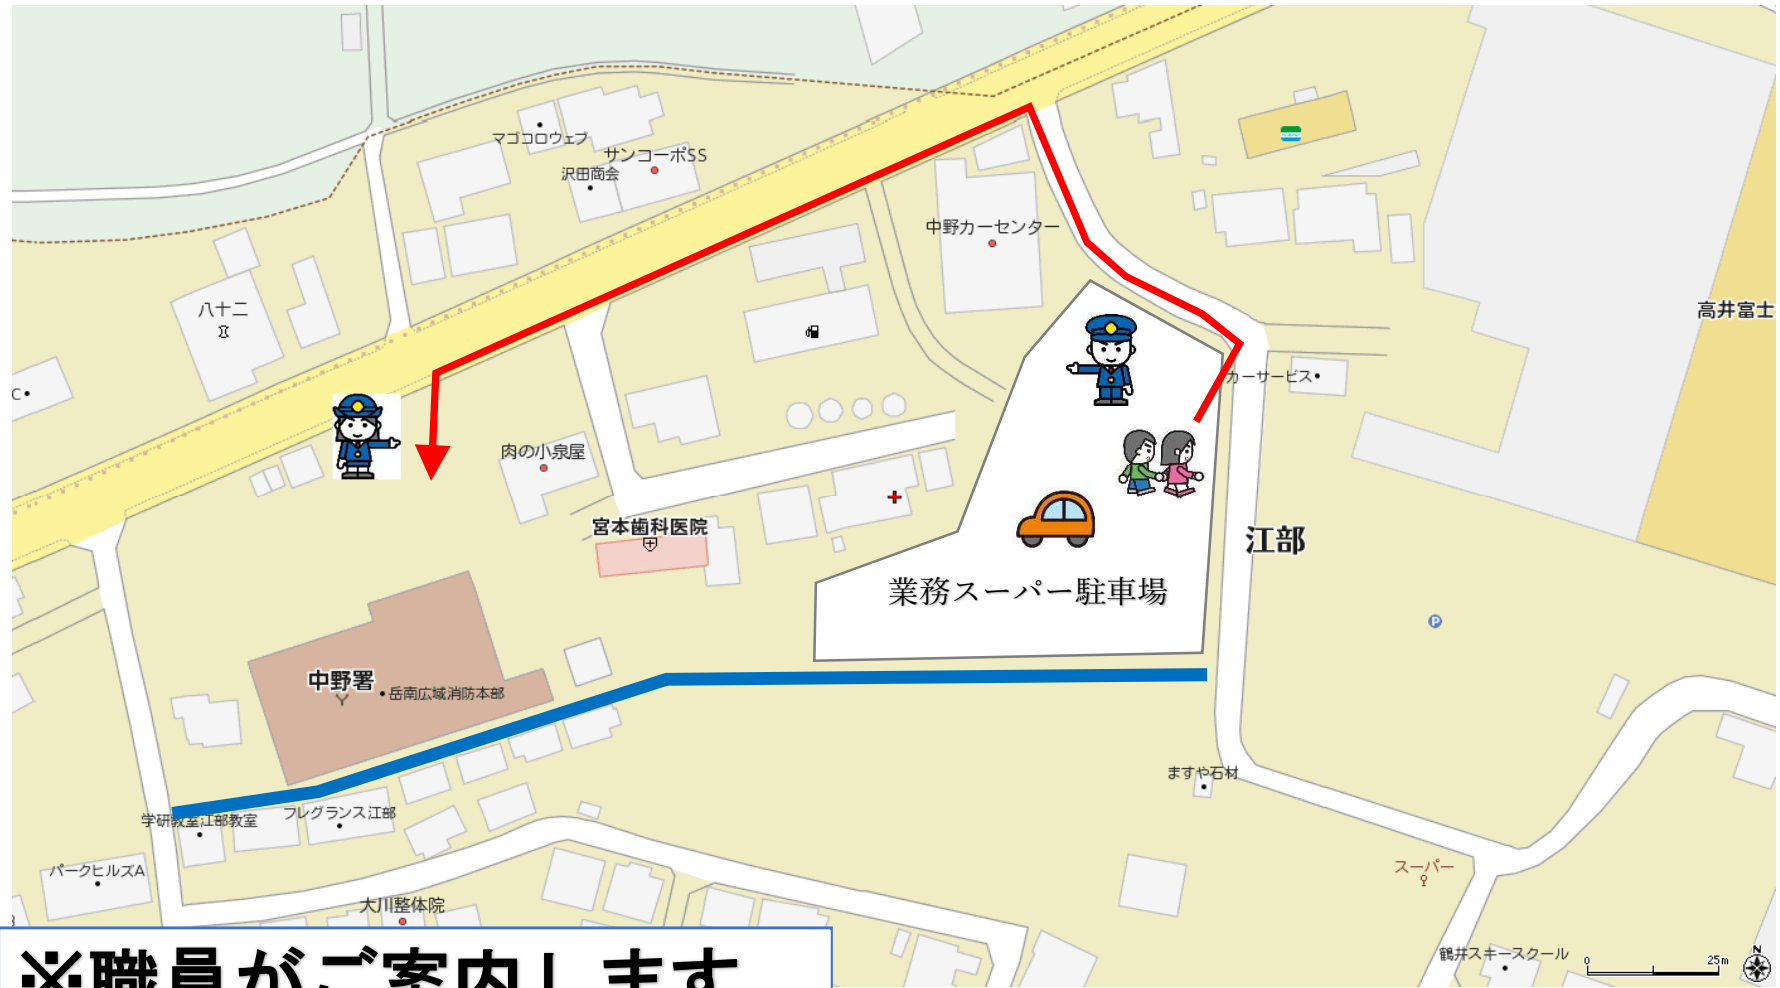 マゴコロウェブ
サンコーポSS
沢田商会
中野カーセンター
八十二
高井富士
カーサービス
C
肉の小泉屋
宮本歯科医院
江部
業務スーパー駐車場
P
中野署
岳南広域消防本部
ますや石材
学研教室江部教室
フレグランス江部
パークヒルズA
スーパー
大川整体院
鶴井スキースクール
0
25m
N
※職員がご案内します